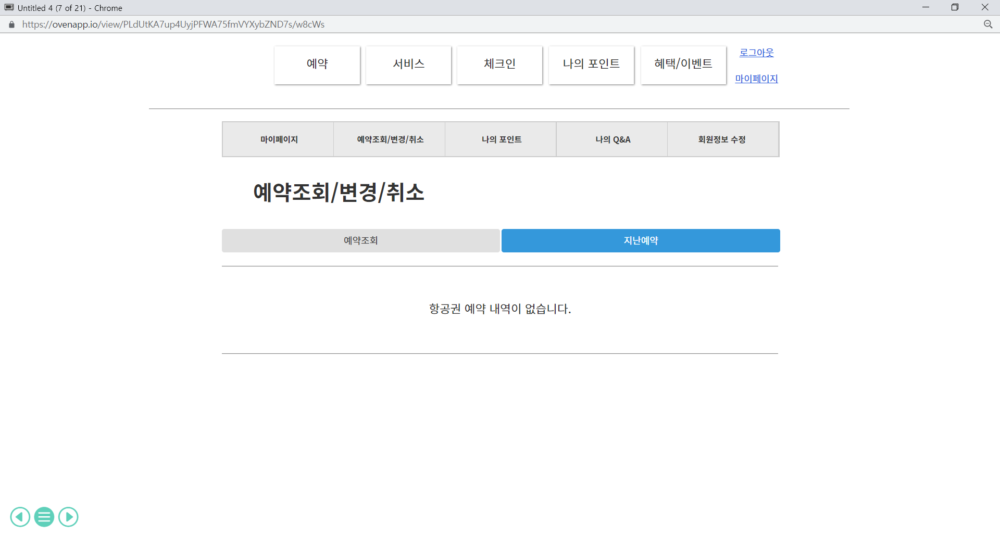 Untitled 4 (7 of 21) - Chrome
https://ovenapp.io/view/PLdUtKA7up4UyjPFWA75fmVYXybZND7s/w8cWs
예약 서비스 체크인 나의 포인트 혜택/이벤트 로그아웃
마이페이지
마이페이지 예약조회/변경/취소 나의 포인트 나의 Q&A 회원정보 수정
예약조회/변경/취소
예약조회 지난예약
항공권 예약 내역이 없습니다.